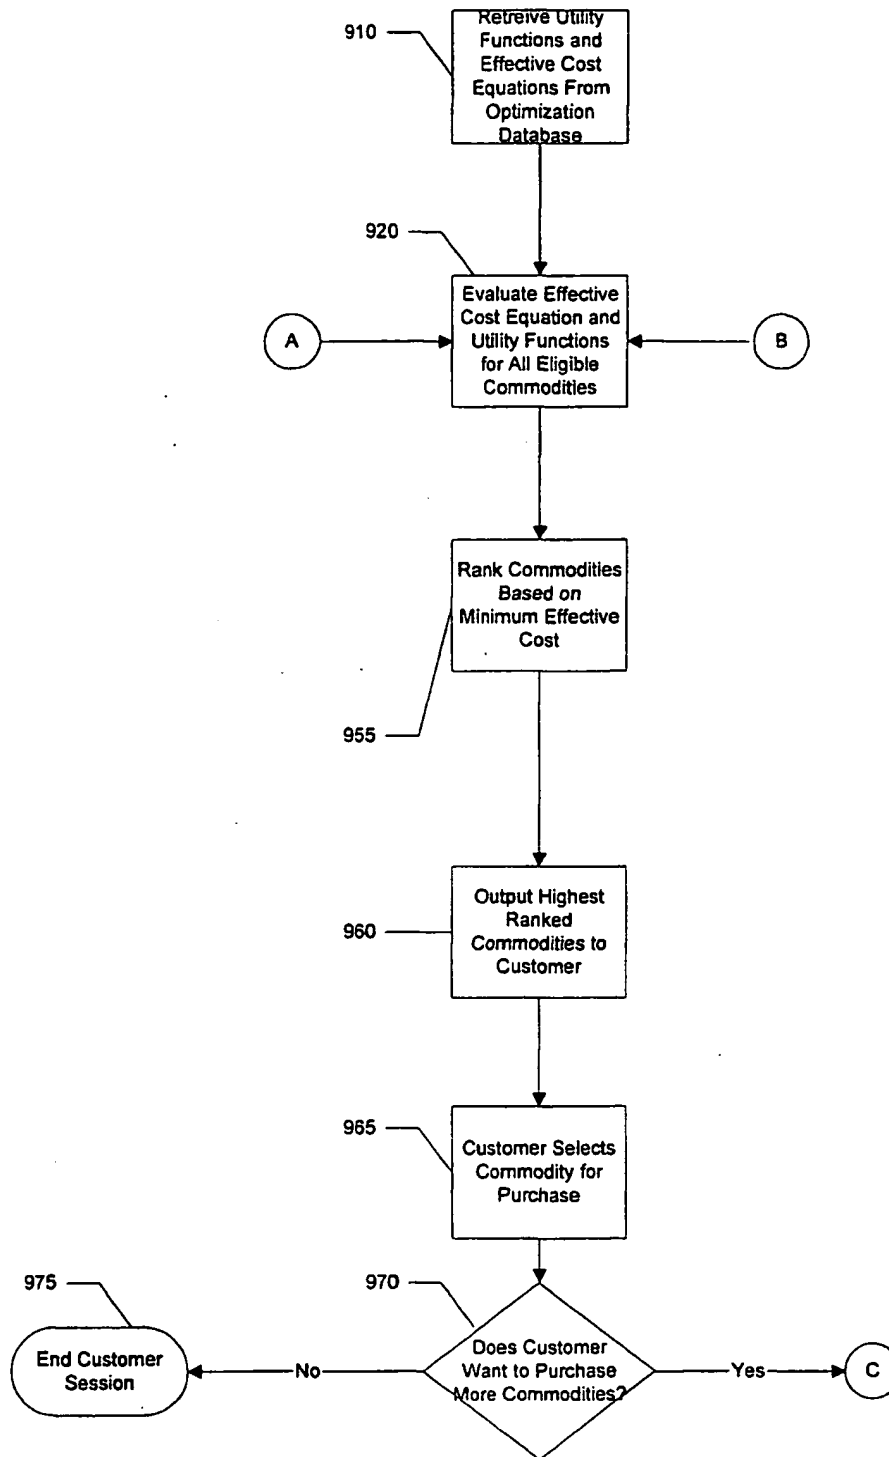 910
Retreive Utility
Functions and
Effective Cost
Equations From
Optimization
Database
920
Evaluate Effective
Cost Equation and
Utility Functions
for All Eligible
Commodities
A
B
Rank Commodities
Based on
Minimum Effective
Cost
955
Output Highest
Ranked
Commodities to
Customer
960
965
Customer Selects
Commodity for
Purchase
975
970
End Customer
Session
No
Does Customer
Want to Purchase
More Commodities?
Yes
C